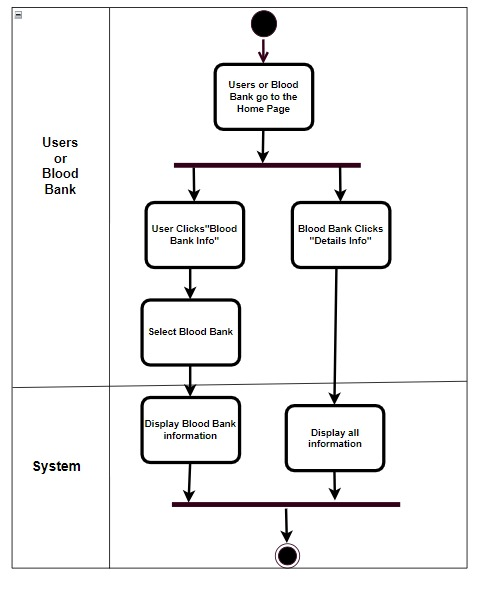 Users or Blood
Bank go to the
Home Page
Users
or
Blood
Bank
User Clicks"Blood
Bank Info"
Blood Bank Clicks
"Details Info"
Select Blood Bank
Display Blood Bank
information
Display all
information
System